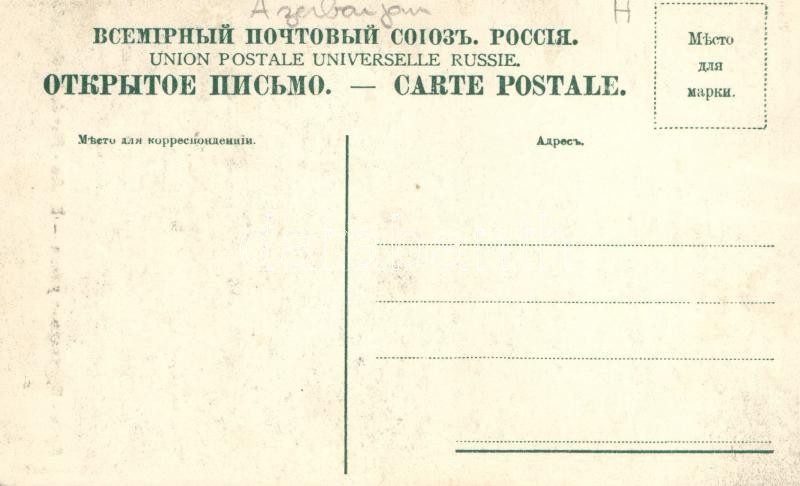 Azerbaijan H
ВСЕМІРНЫЙ ПОЧТОВЫЙ СОЮЗЪ. РОССІЯ.
UNION POSTALE UNIVERSELLE RUSSIE.
ОТКРЫТОЕ ПИСЬМО. — CARTE POSTALE.
Мѣсто
для
марки.
Мѣсто для корреспонденціи.
Адресъ.